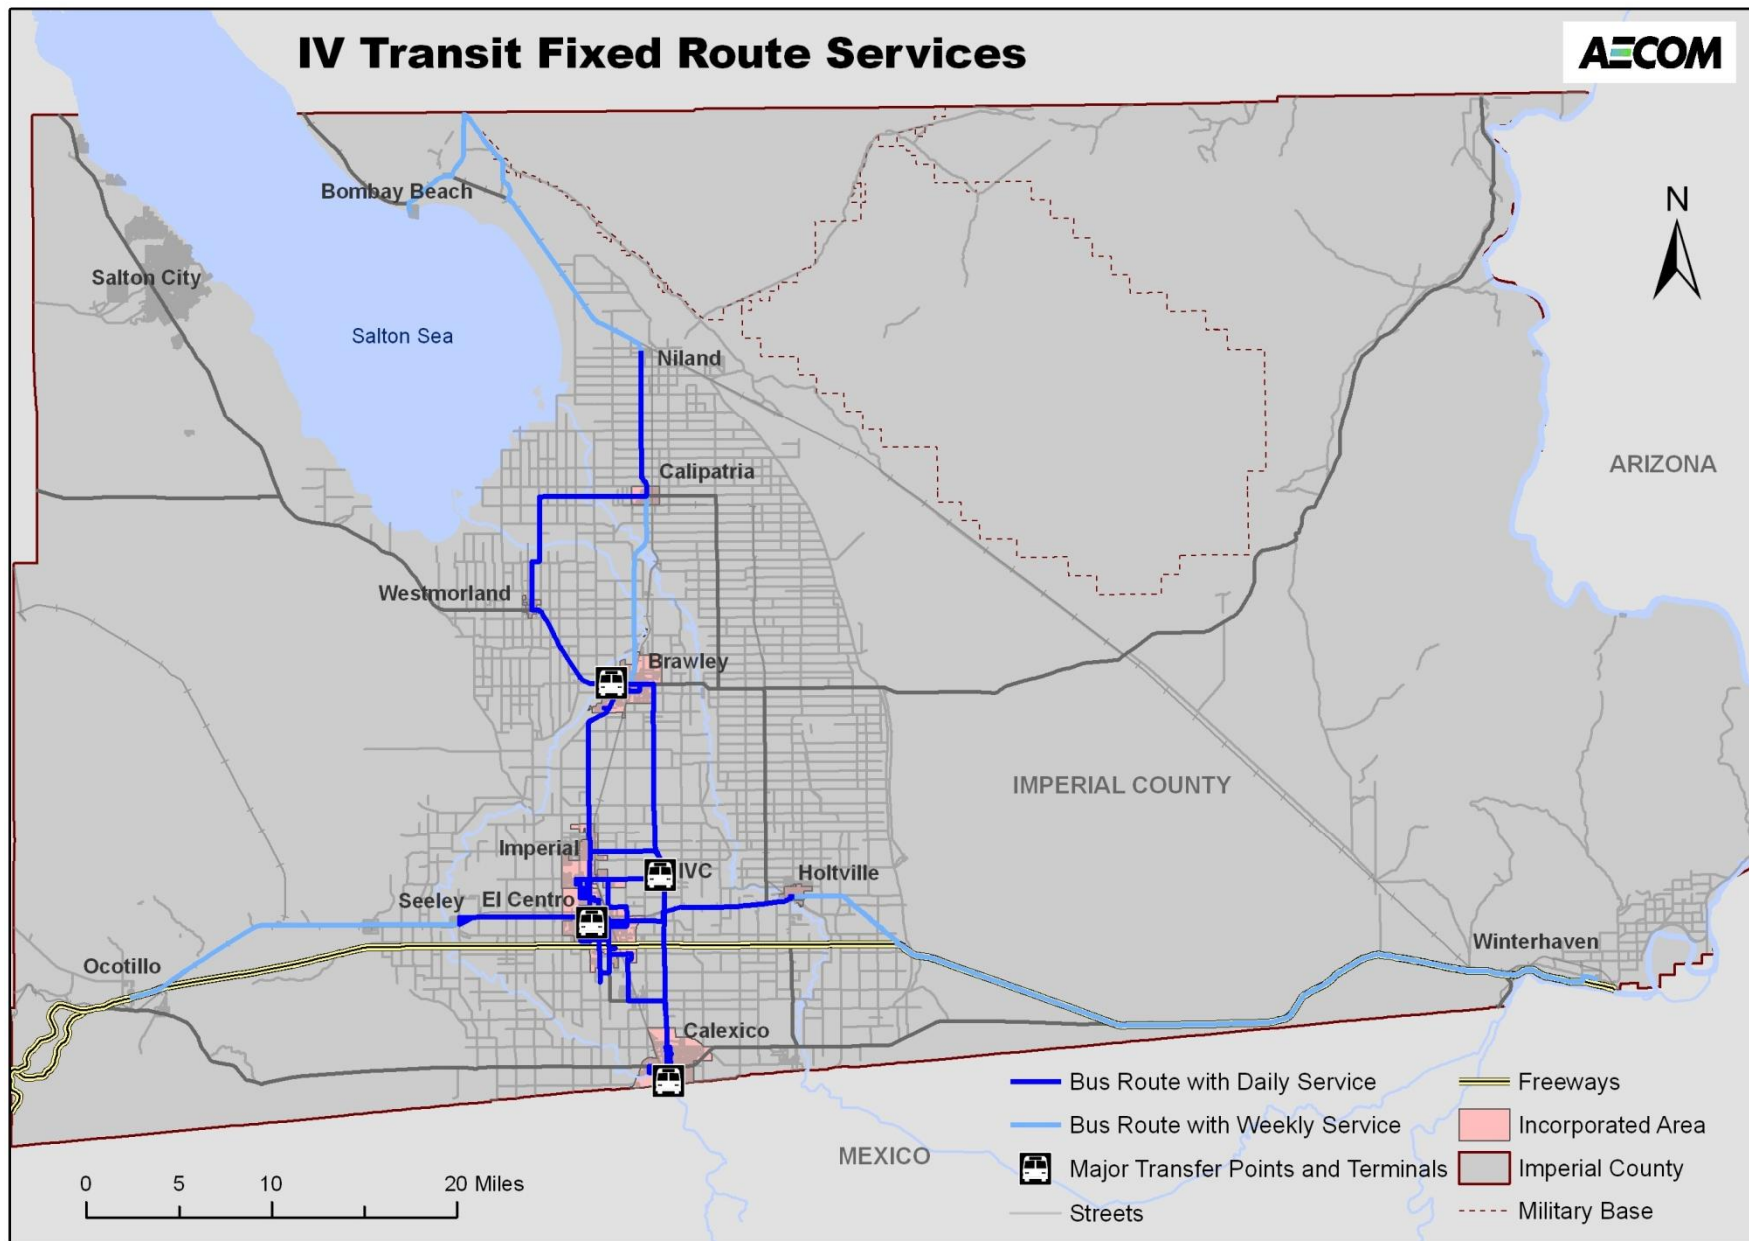 IV Transit Fixed Route Services
AECOM
N
Bombay Beach
Salton City
Salton Sea
Niland
ARIZONA
Calipatria
Westmorland
Brawley
IMPERIAL COUNTY
Imperial
IVC
Holtville
Seeley
El Centro
Winterhaven
Ocotillo
Calexico
MEXICO
Bus Route with Daily Service
Bus Route with Weekly Service
Major Transfer Points and Terminals
Streets
Freeways
Incorporated Area
Imperial County
Military Base
0 5 10 20 Miles